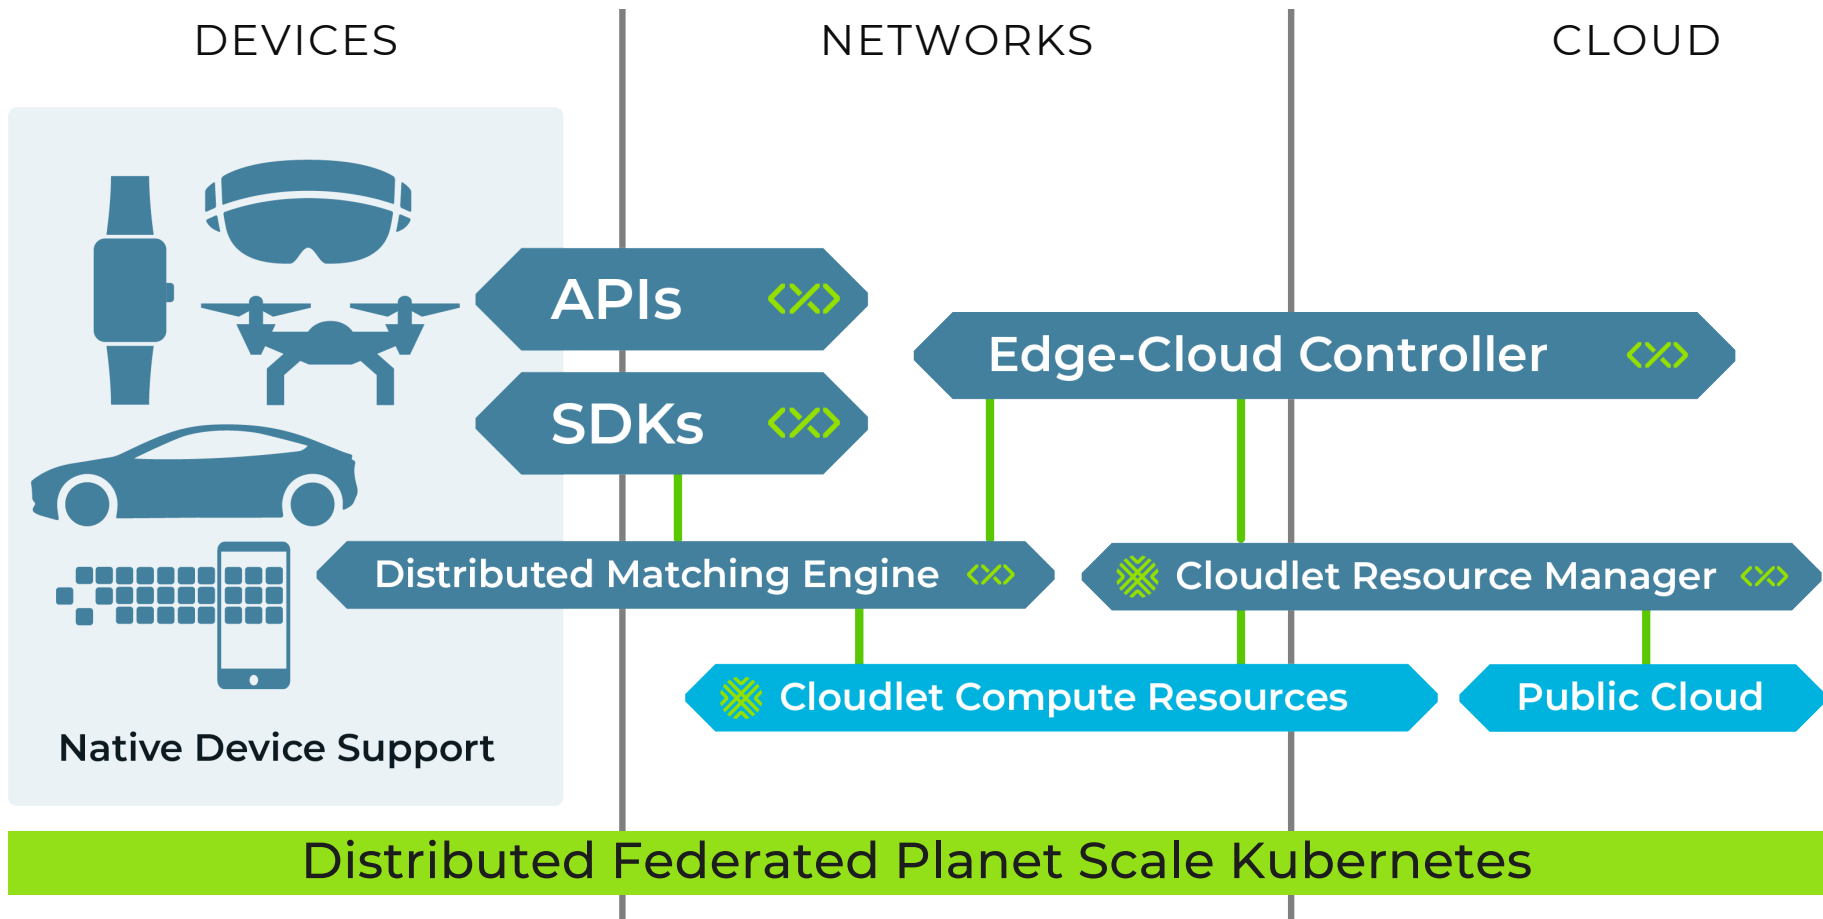 DEVICES
NETWORKS
CLOUD
APIs
SDKs
Edge-Cloud Controller
Distributed Matching Engine
Cloudlet Resource Manager
Cloudlet Compute Resources
Public Cloud
Native Device Support
Distributed Federated Planet Scale Kubernetes